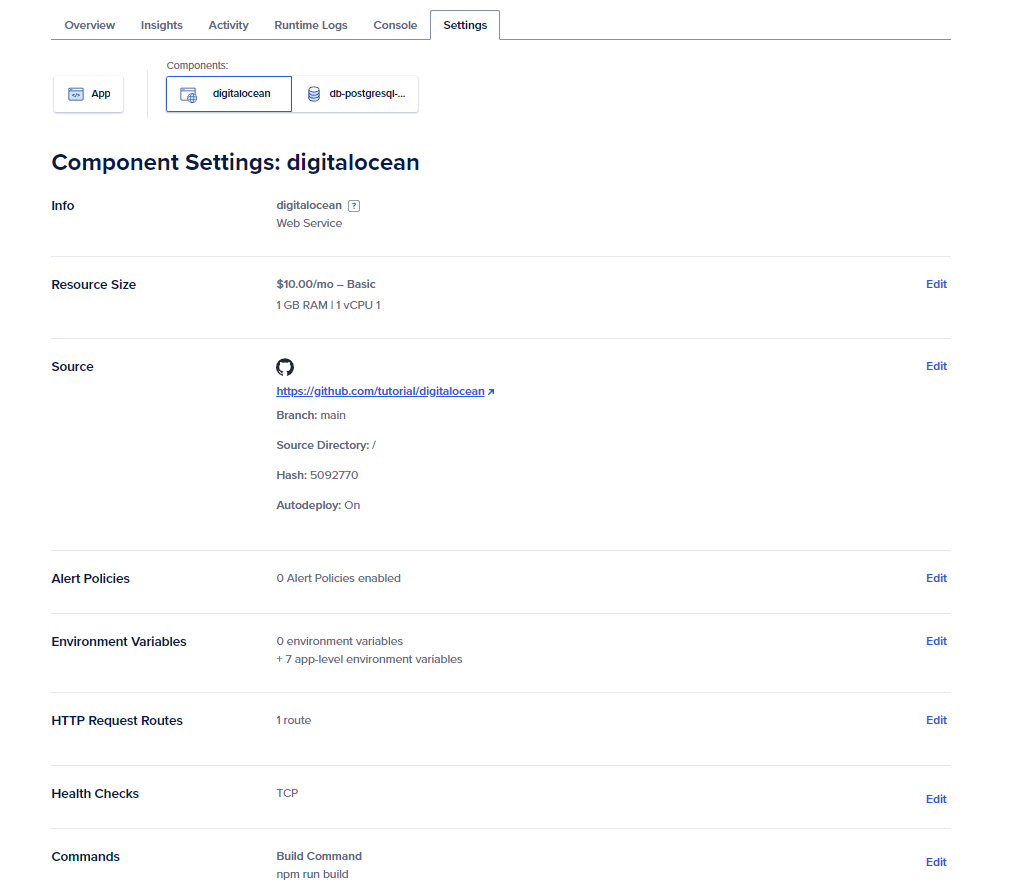 Overview Insights Activity Runtime Logs Console Settings
Components:
App digitalocean db-postgresql-...
Component Settings: digitalocean
Info digitalocean ?
Web Service
Resource Size $10.00/mo – Basic Edit
1 GB RAM | 1 vCPU 1
Source Edit
https://github.com/tutorial/digitalocean
Branch: main
Source Directory: /
Hash: 5092770
Autodeploy: On
Alert Policies 0 Alert Policies enabled Edit
Environment Variables 0 environment variables Edit
+ 7 app-level environment variables
HTTP Request Routes 1 route Edit
Health Checks TCP Edit
Commands Build Command Edit
npm run build